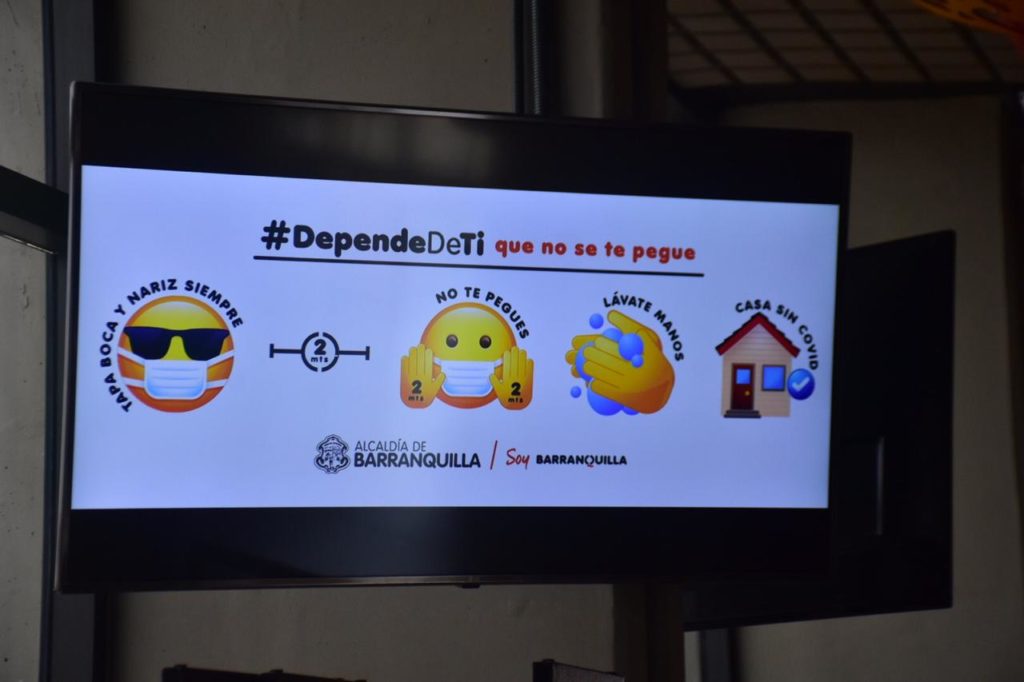 #DependeDeTi que no se te pegue
TAPA BOCA Y NARIZ SIEMPRE
2
mts
NO TE PEGUES
2
mts
2
mts
LÁVATE MANOS
CASA SIN COVID
ALCALDÍA DE
BARRANQUILLA
Soy BARRANQUILLA